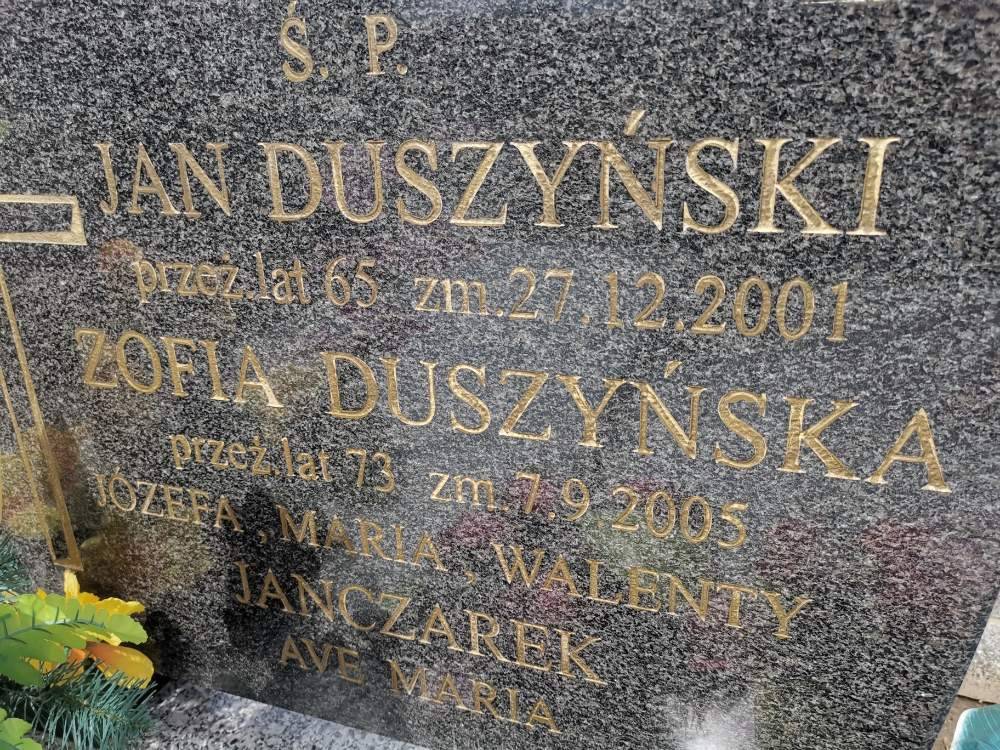 Ś. P.
JAN DUSZYŃSKI
przeż.lat 65 zm.27.12.2001
ZOFIA DUSZYŃSKA
przeż.lat 73 zm.7.9.2005
JÓZEFA, MARIA, WALENTY
JANCZAREK
AVE MARIA